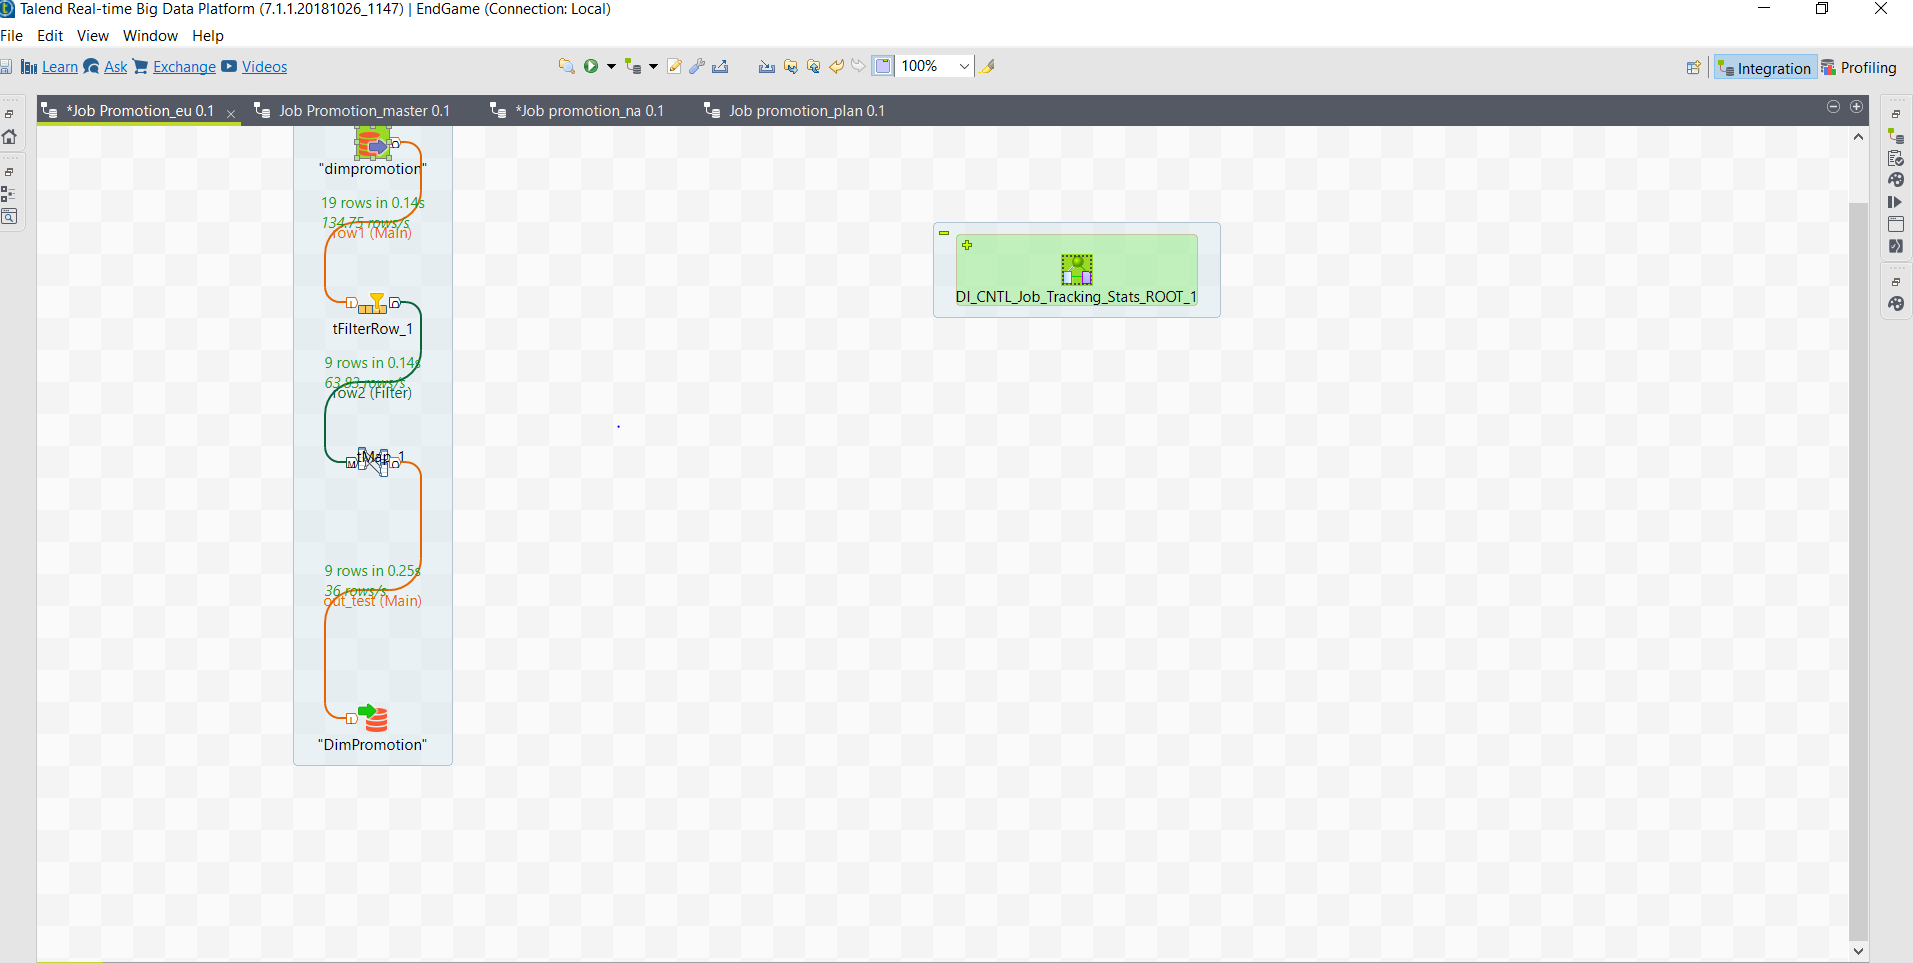 Talend Real-time Big Data Platform (7.1.1.20181026_1147) | EndGame (Connection: Local)
File Edit View Window Help
Learn Ask Exchange Videos 100% Integration Profiling
*Job Promotion_eu 0.1 Job Promotion_master 0.1 *Job promotion_na 0.1 Job promotion_plan 0.1
"dimpromotion"
19 rows in 0.14s
134.75 rows/s
row1 (Main)
tFilterRow_1
9 rows in 0.14s
63.83 rows/s
row2 (Filter)
tMap_1
9 rows in 0.25s
36 rows/s
out_test (Main)
"DimPromotion"
DI_CNTL_Job_Tracking_Stats_ROOT_1